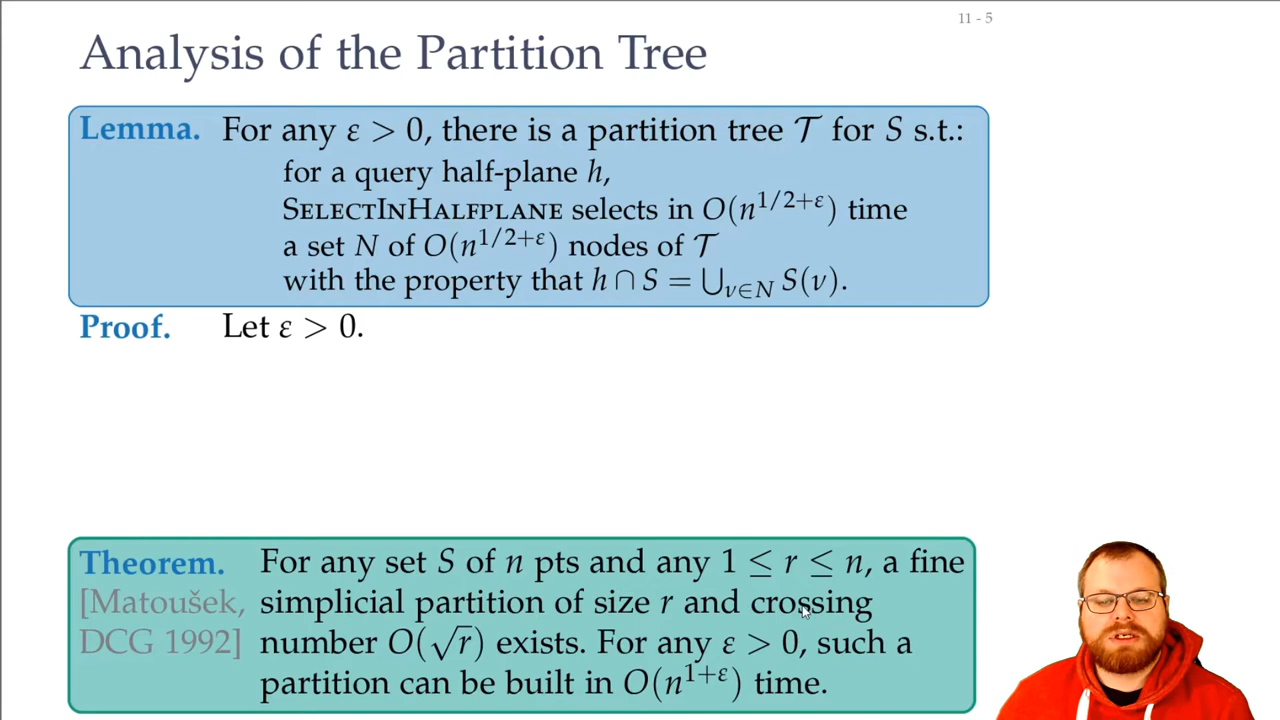 11 - 5
Analysis of the Partition Tree
Lemma. For any ε > 0, there is a partition tree 𝒯 for S s.t.:
for a query half-plane h,
SELECTINHALFPLANE selects in O(n^{1/2+ε}) time
a set N of O(n^{1/2+ε}) nodes of 𝒯
with the property that h ∩ S = ⋃_{ν∈N} S(ν).
Proof. Let ε > 0.
Theorem. For any set S of n pts and any 1 ≤ r ≤ n, a fine
[Matoušek, simplicial partition of size r and crossing
DCG 1992] number O(√r) exists. For any ε > 0, such a
partition can be built in O(n^{1+ε}) time.